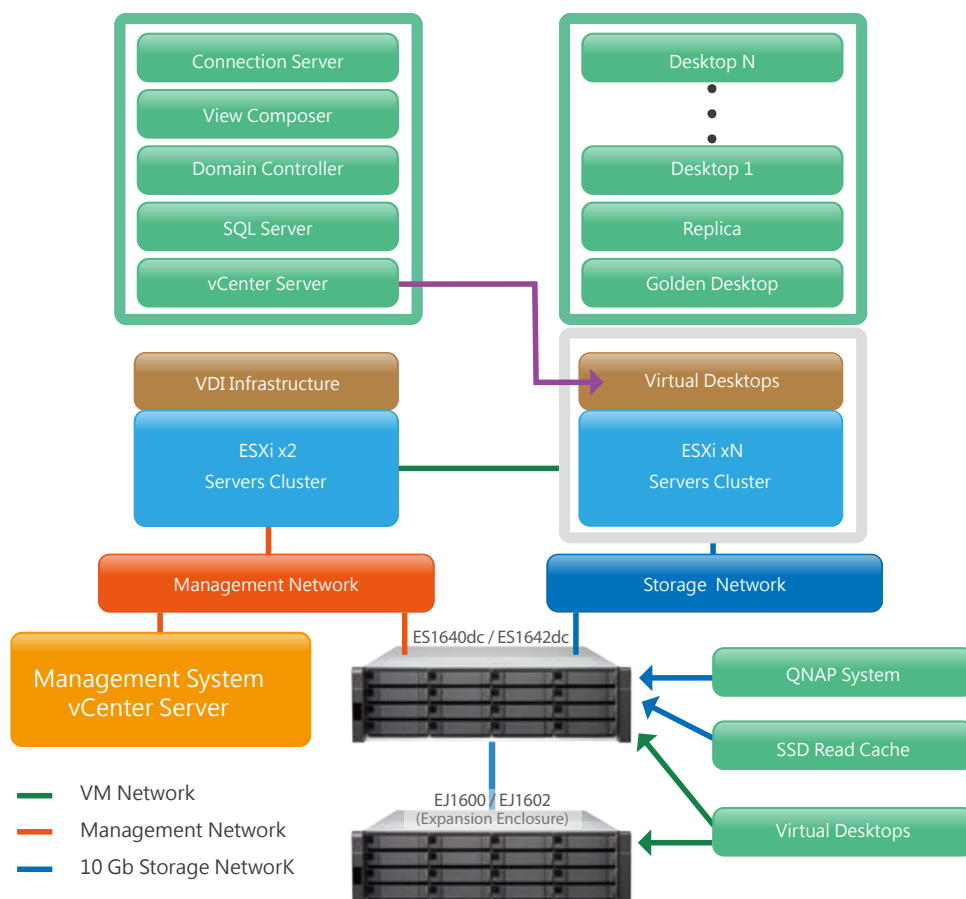 Connection Server
View Composer
Domain Controller
SQL Server
vCenter Server
Desktop N
Desktop 1
Replica
Golden Desktop
VDI Infrastructure
ESXi x2
Servers Cluster
Virtual Desktops
ESXi xN
Servers Cluster
Management Network
Storage Network
Management System
vCenter Server
ES1640dc / ES1642dc
QNAP System
SSD Read Cache
Virtual Desktops
EJ1600 / EJ1602
(Expansion Enclosure)
VM Network
Management Network
10 Gb Storage NetworK